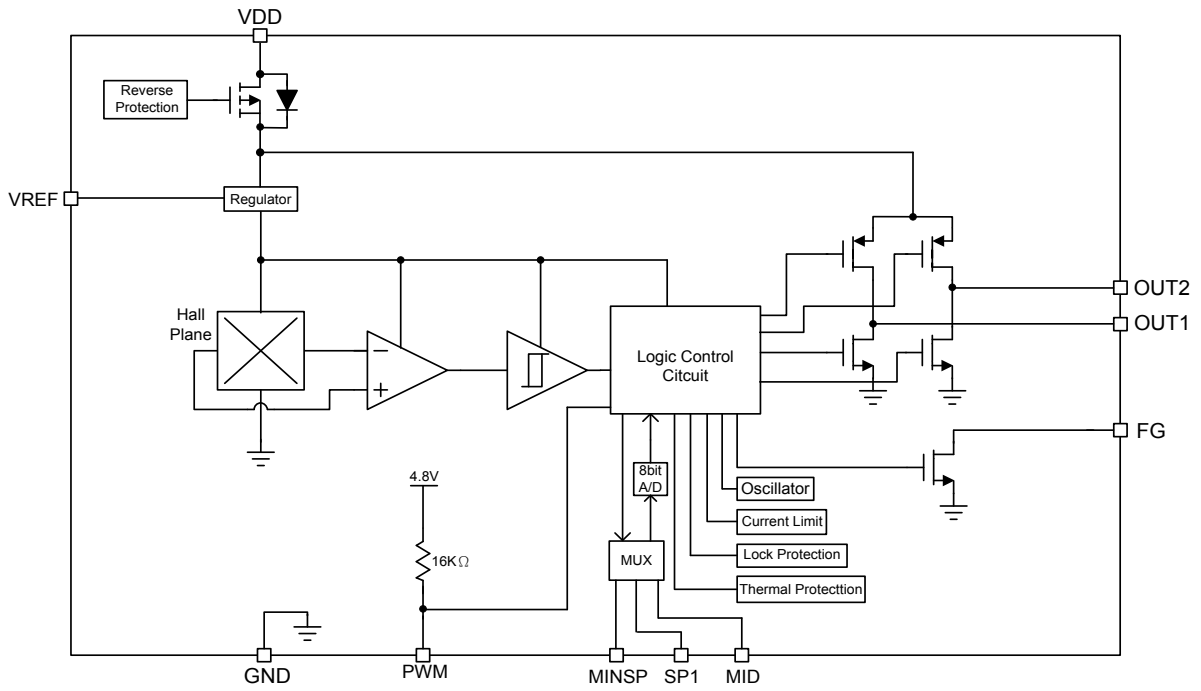 VDD
Reverse
Protection
VREF
Regulator
Hall
Plane
OUT2
OUT1
Logic Control
Citcuit
FG
4.8V
8bit
A/D
Oscillator
Current Limit
16KΩ
MUX
Lock Protection
Thermal Protecttion
GND
PWM
MINSP
SP1
MID